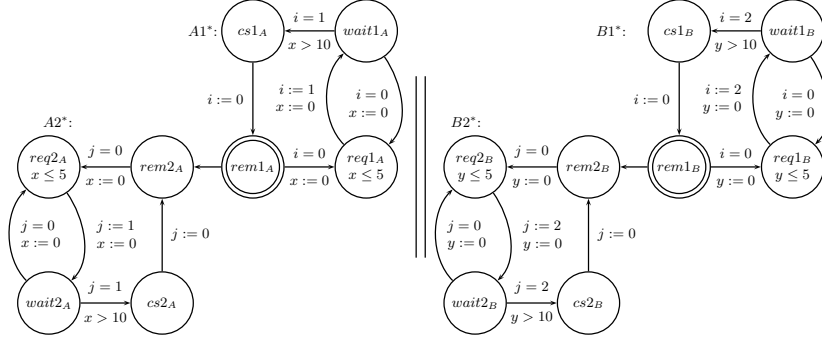 A1*:
cs1_A
i = 1
x > 10
wait1_A
i := 0
i := 1
x := 0
i = 0
x := 0
A2*:
req2_A
x ≤ 5
j = 0
x := 0
rem2_A
rem1_A
i = 0
x := 0
req1_A
x ≤ 5
j = 0
x := 0
j := 1
x := 0
j := 0
wait2_A
j = 1
x > 10
cs2_A
B1*:
cs1_B
i = 2
y > 10
wait1_B
i := 0
i := 2
y := 0
i = 0
y := 0
B2*:
req2_B
y ≤ 5
j = 0
y := 0
rem2_B
rem1_B
i = 0
y := 0
req1_B
y ≤ 5
j = 0
y := 0
j := 2
y := 0
j := 0
wait2_B
j = 2
y > 10
cs2_B